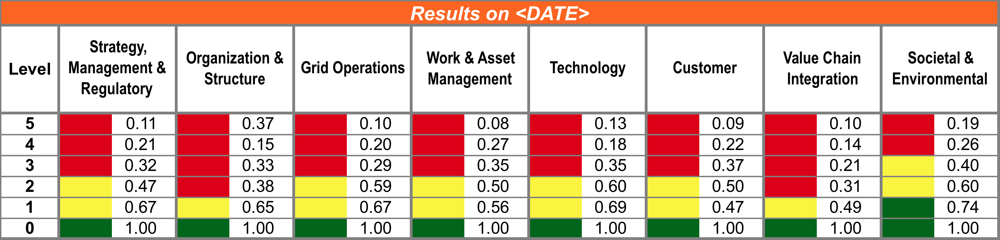 Results on <DATE>
Level
Strategy,
Management &
Regulatory
Organization &
Structure
Grid Operations
Work & Asset
Management
Technology
Customer
Value Chain
Integration
Societal &
Environmental
5 0.11 0.37 0.10 0.08 0.13 0.09 0.10 0.19
4 0.21 0.15 0.20 0.27 0.18 0.22 0.14 0.26
3 0.32 0.33 0.29 0.35 0.35 0.37 0.21 0.40
2 0.47 0.38 0.59 0.50 0.60 0.50 0.31 0.60
1 0.67 0.65 0.67 0.56 0.69 0.47 0.49 0.74
0 1.00 1.00 1.00 1.00 1.00 1.00 1.00 1.00